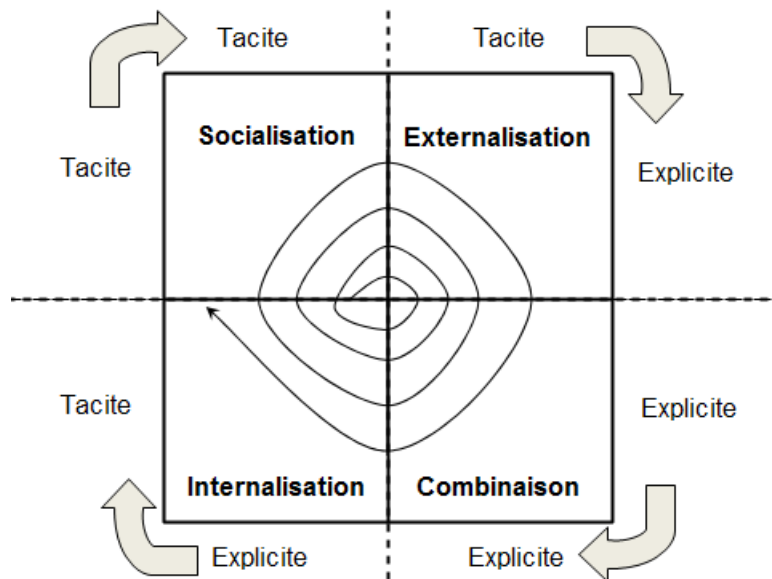 Tacite
Tacite
Socialisation
Externalisation
Tacite
Explicite
Tacite
Explicite
Internalisation
Combinaison
Explicite
Explicite